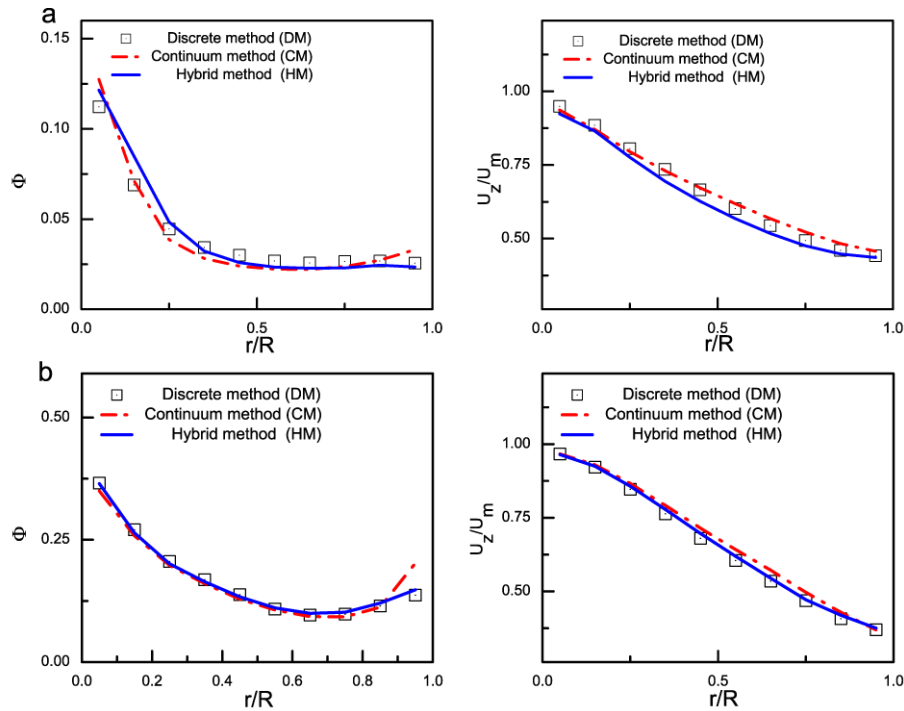 a
Discrete method (DM)
Continuum method (CM)
Hybrid method (HM)
0.15
0.10
0.05
0.00
Φ
0.0
0.5
1.0
r/R
Discrete method (DM)
Continuum method (CM)
Hybrid method (HM)
1.00
0.75
0.50
U_z/U_m
0.0
0.5
1.0
r/R
b
Discrete method (DM)
Continuum method (CM)
Hybrid method (HM)
0.50
0.25
0.00
Φ
0.0
0.2
0.4
0.6
0.8
1.0
r/R
Discrete method (DM)
Continuum method (CM)
Hybrid method (HM)
1.00
0.75
0.50
U_z/U_m
0.0
0.5
1.0
r/R